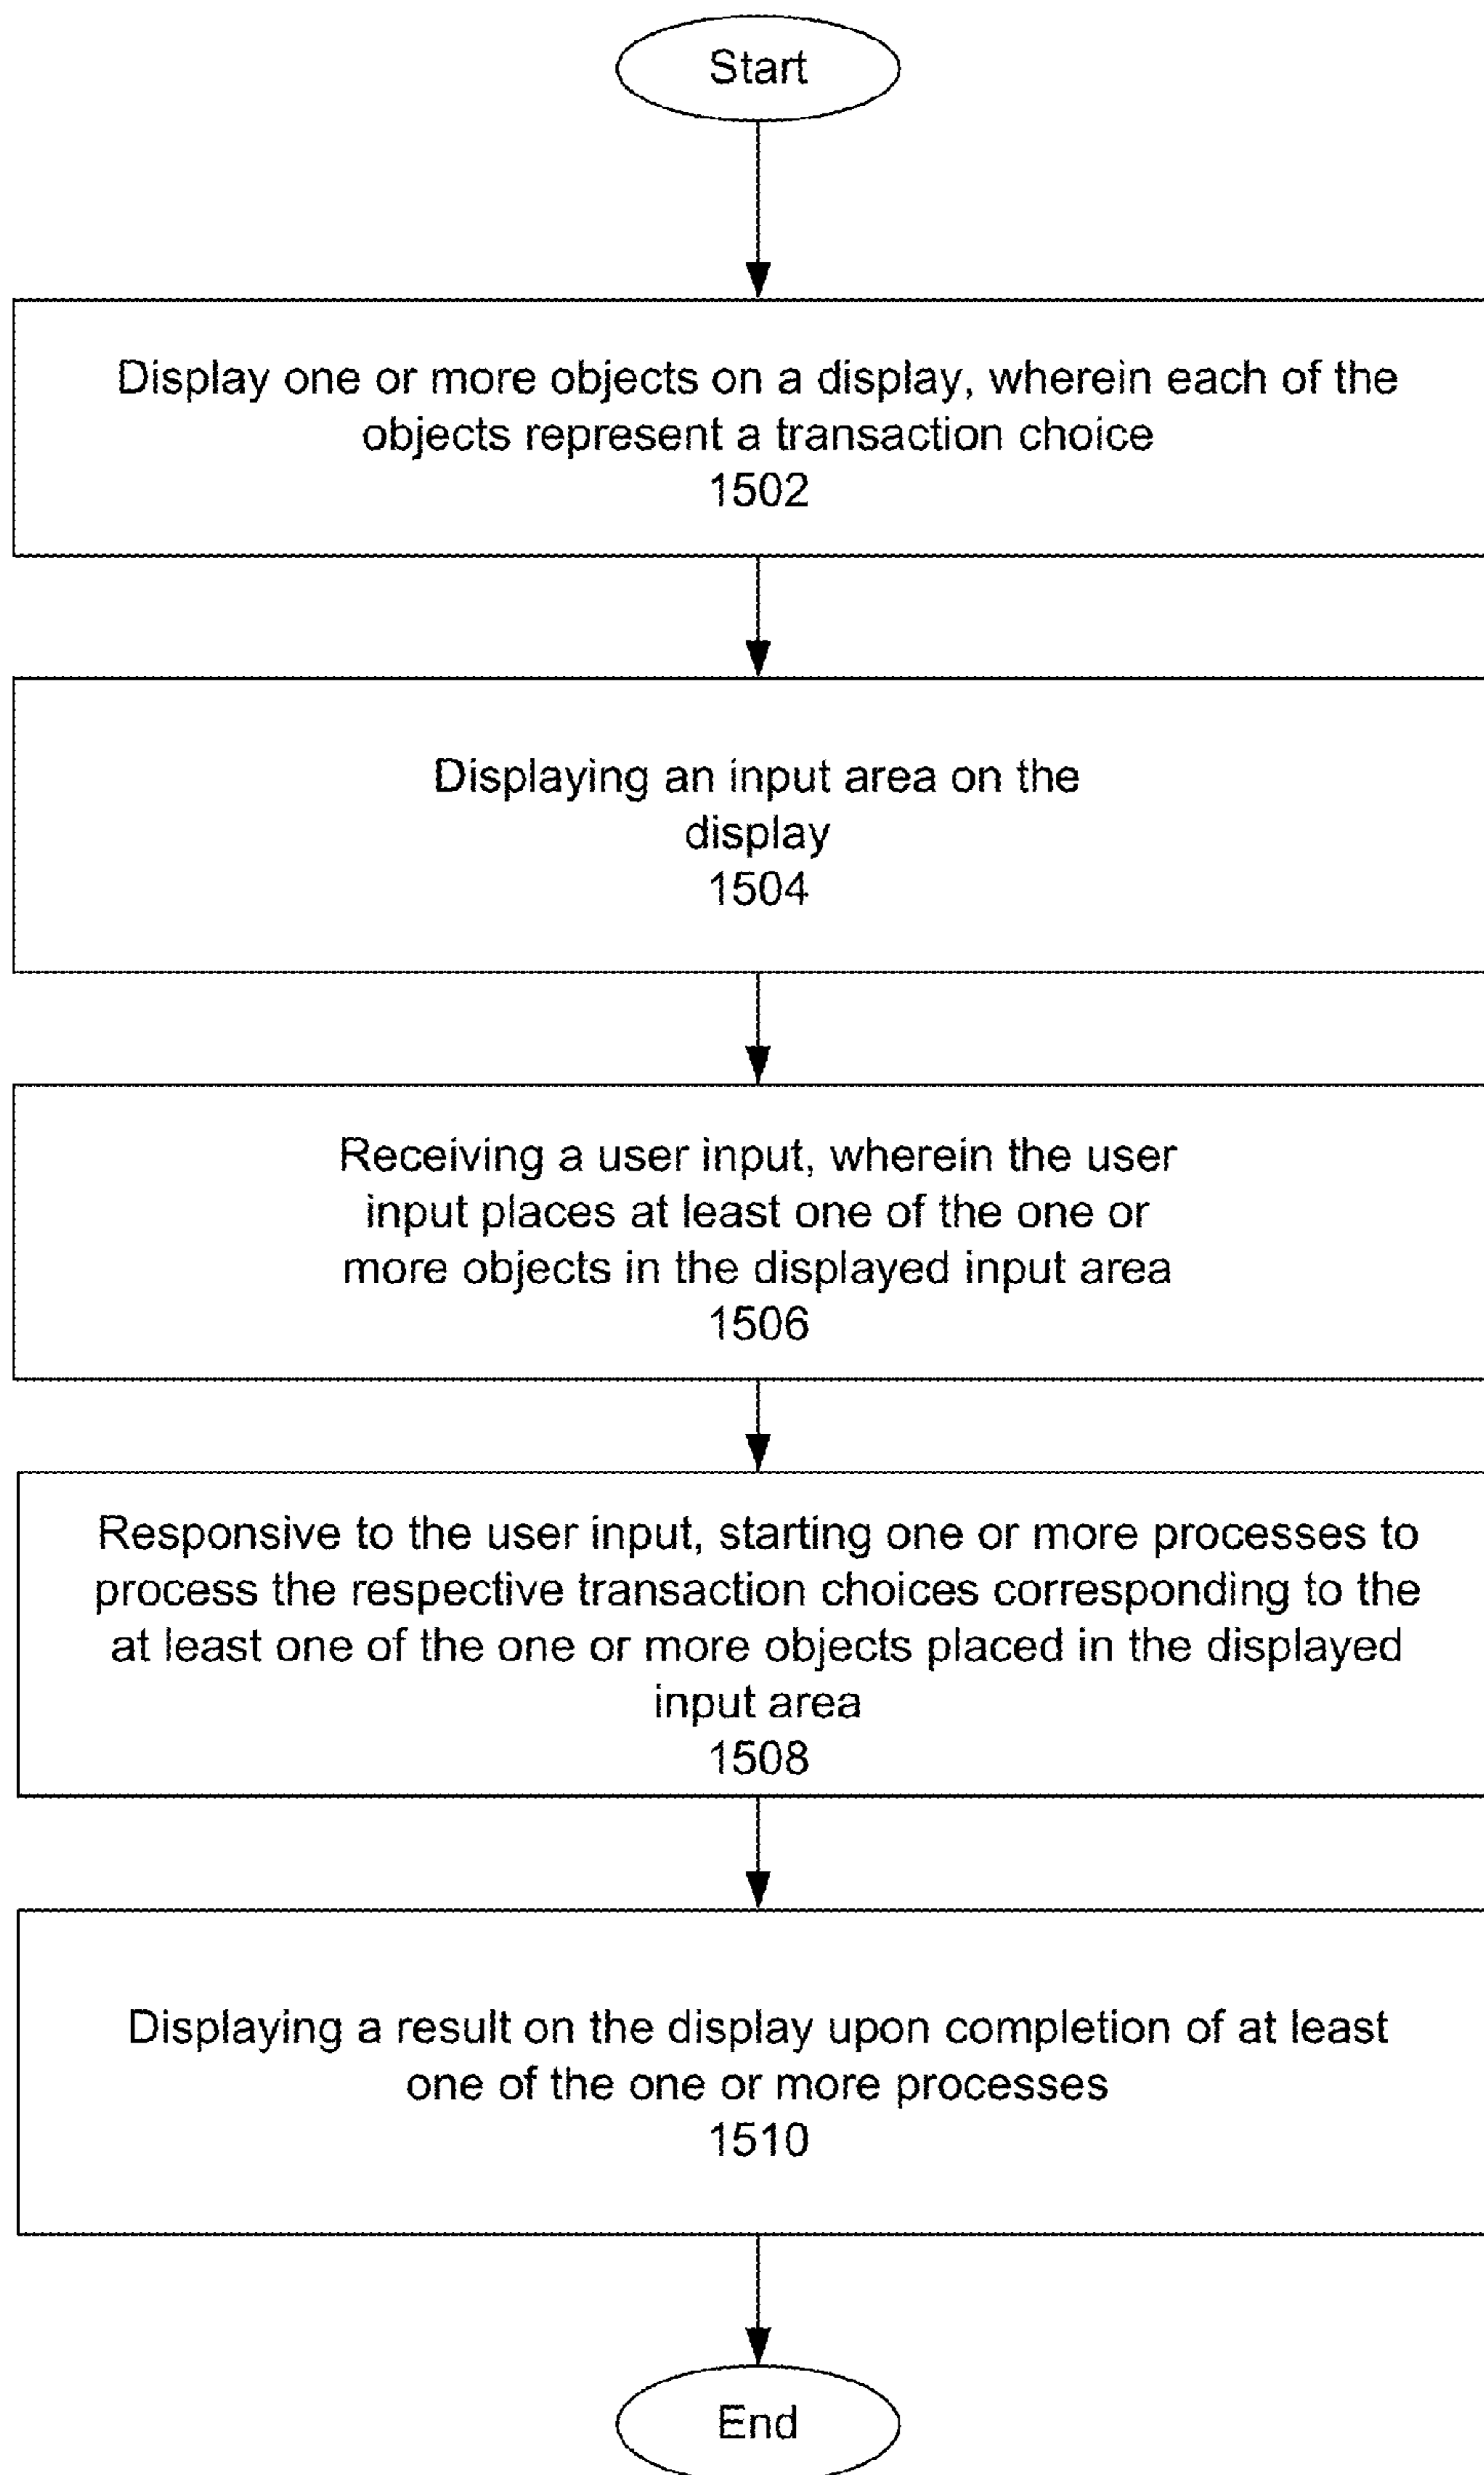 Start
Display one or more objects on a display, wherein each of the
objects represent a transaction choice
1502
Displaying an input area on the
display
1504
Receiving a user input, wherein the user
input places at least one of the one or
more objects in the displayed input area
1506
Responsive to the user input, starting one or more processes to
process the respective transaction choices corresponding to the
at least one of the one or more objects placed in the displayed
input area
1508
Displaying a result on the display upon completion of at least
one of the one or more processes
1510
End